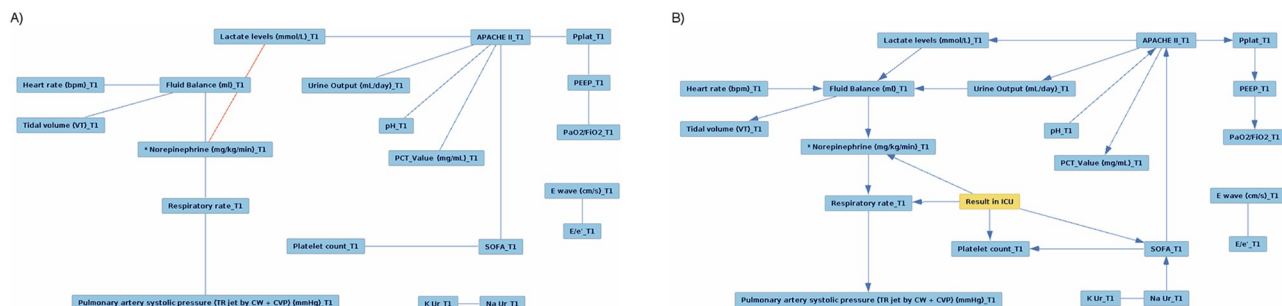 A)
Lactate levels (mmol/L)_T1
APACHE II_T1
Pplat_T1
Heart rate (bpm)_T1
Fluid Balance (ml)_T1
Urine Output (mL/day)_T1
PEEP_T1
Tidal volume (VT)_T1
pH_T1
PaO2/FiO2_T1
* Norepinephrine (mg/kg/min)_T1
PCT_Value (mg/mL)_T1
E wave (cm/s)_T1
Respiratory rate_T1
E/e'_T1
Platelet count_T1
SOFA_T1
Pulmonary artery systolic pressure (TR jet by CW + CVP) (mmHg)_T1
K Ur_T1
Na Ur_T1
B)
Lactate levels (mmol/L)_T1
APACHE II_T1
Pplat_T1
Heart rate (bpm)_T1
Fluid Balance (ml)_T1
Urine Output (mL/day)_T1
PEEP_T1
Tidal volume (VT)_T1
pH_T1
PaO2/FiO2_T1
* Norepinephrine (mg/kg/min)_T1
PCT_Value (mg/mL)_T1
E wave (cm/s)_T1
Respiratory rate_T1
Result in ICU
E/e'_T1
Platelet count_T1
SOFA_T1
Pulmonary artery systolic pressure (TR jet by CW + CVP) (mmHg)_T1
K Ur_T1
Na Ur_T1